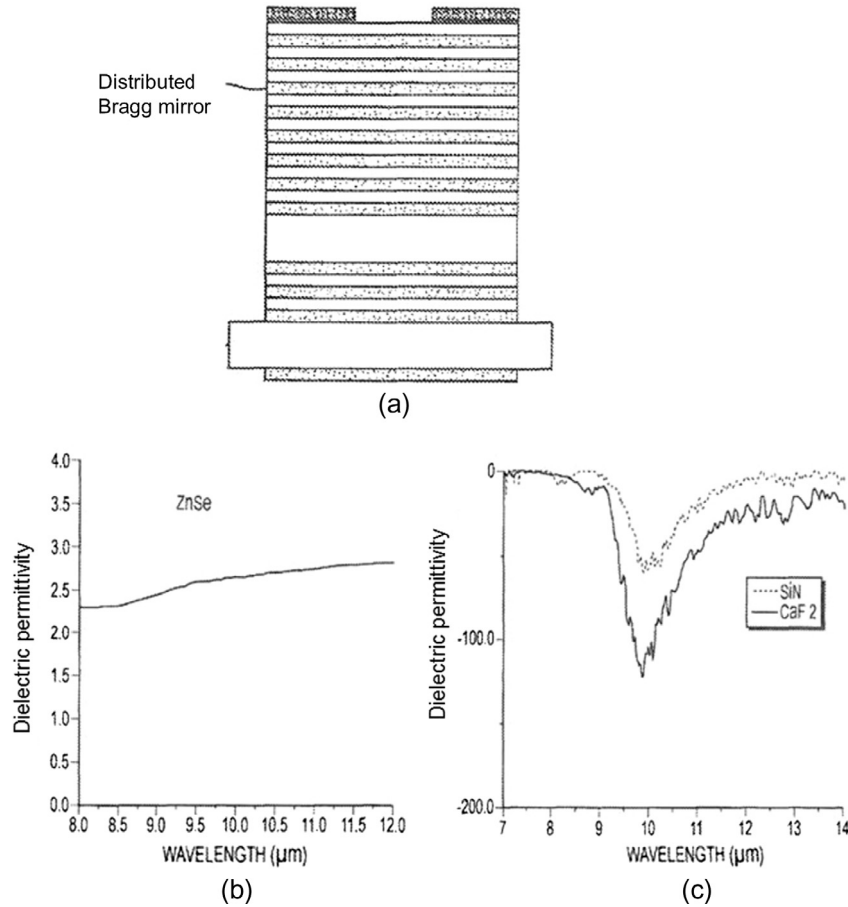 Distributed
Bragg mirror
(a)
4.0
3.5
3.0
2.5
2.0
1.5
1.0
0.5
0.0
Dielectric permittivity
ZnSe
8.0 8.5 9.0 9.5 10.0 10.5 11.0 11.5 12.0
WAVELENGTH (µm)
(b)
0
-100.0
-200.0
Dielectric permittivity
SiN
CaF 2
7 8 9 10 11 12 13 14
WAVELENGTH (µm)
(c)